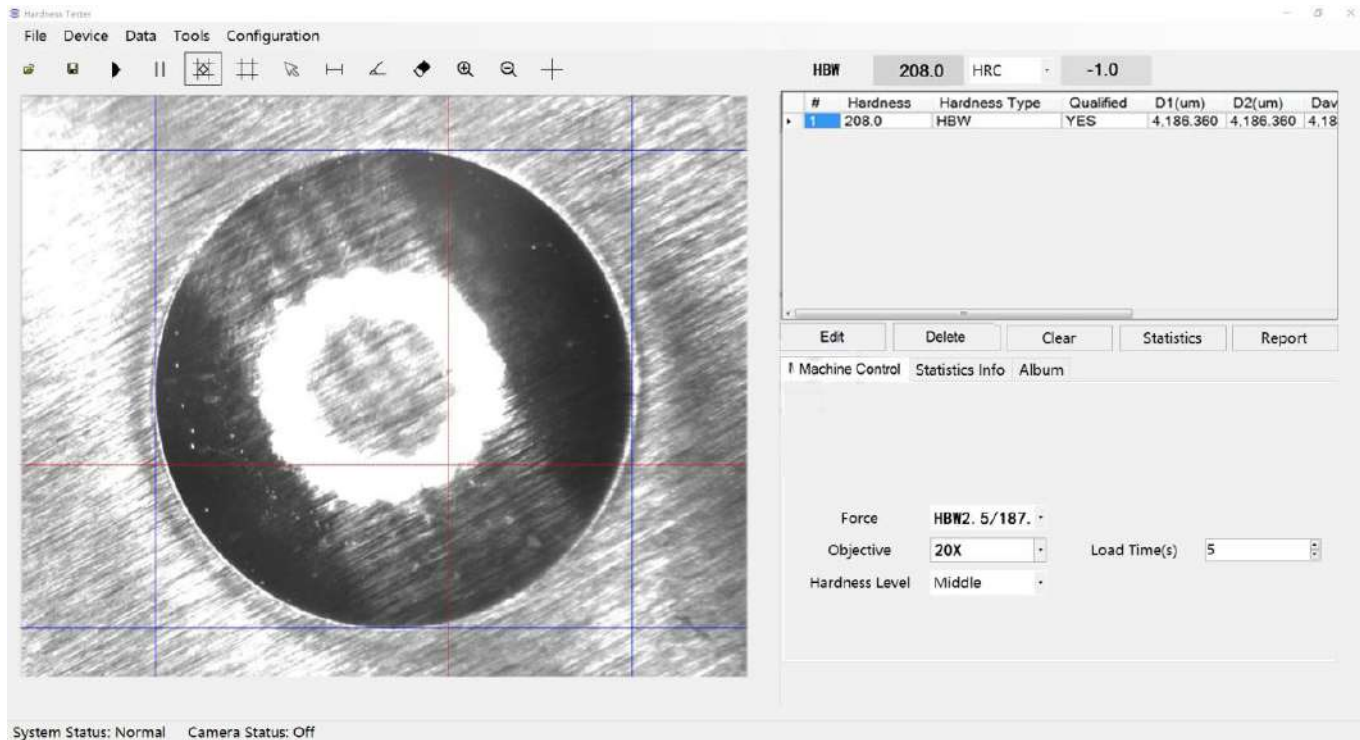 Hardness Tester
File Device Data Tools Configuration
HBW 208.0 HRC -1.0
# Hardness Hardness Type Qualified D1(um) D2(um) Dav
1 208.0 HBW YES 4,186.360 4,186.360 4,18
Edit Delete Clear Statistics Report
Machine Control Statistics Info Album
Force HBW2.5/187.
Objective 20X Load Time(s) 5
Hardness Level Middle
System Status: Normal Camera Status: Off